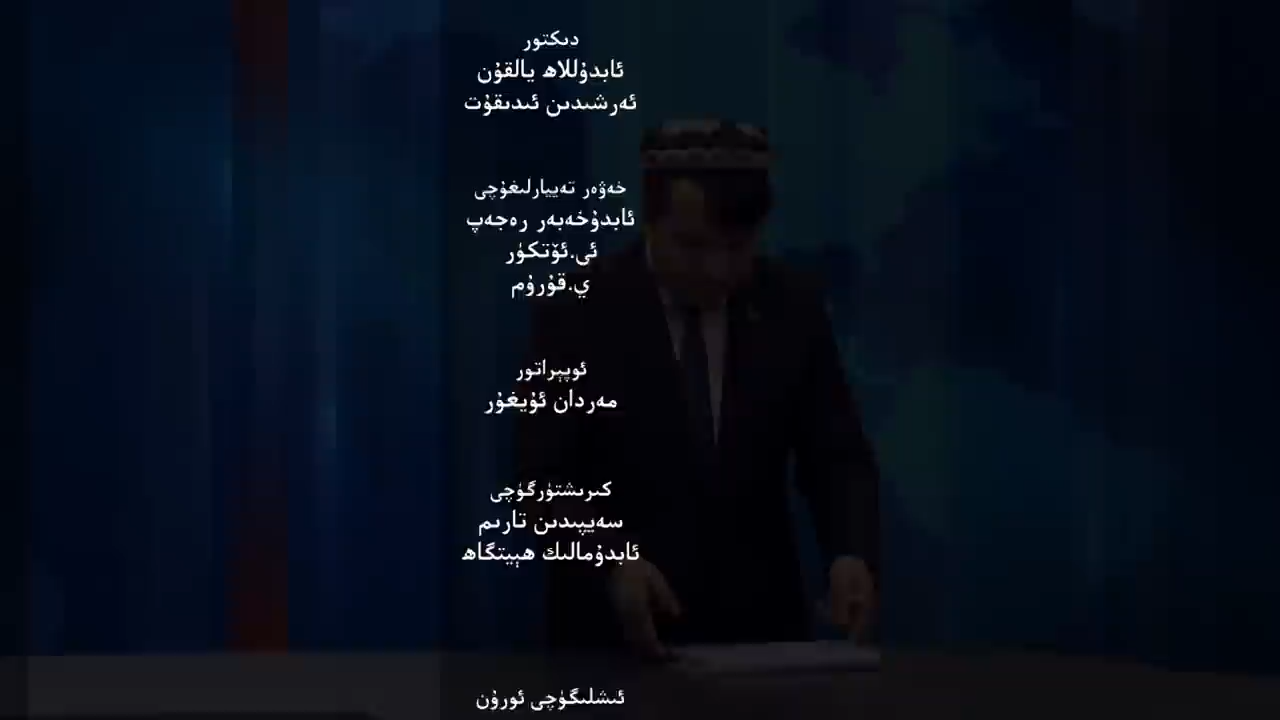 دىكتور
ئابدۇللاھ يالقۇن
ئەرشىدىن ئىدىقۇت
خەۋەر تەييارلىغۇچى
ئابدۇخەبەر رەجەپ
ئى.ئۆتكۈر
ي.قۇرۇم
ئوپېراتور
مەردان ئۇيغۇر
كىرىشتۈرگۈچى
سەيپىدىن تارىم
ئابدۇمالىك ھېيتگاھ
ئىشلىگۈچى ئورۇن